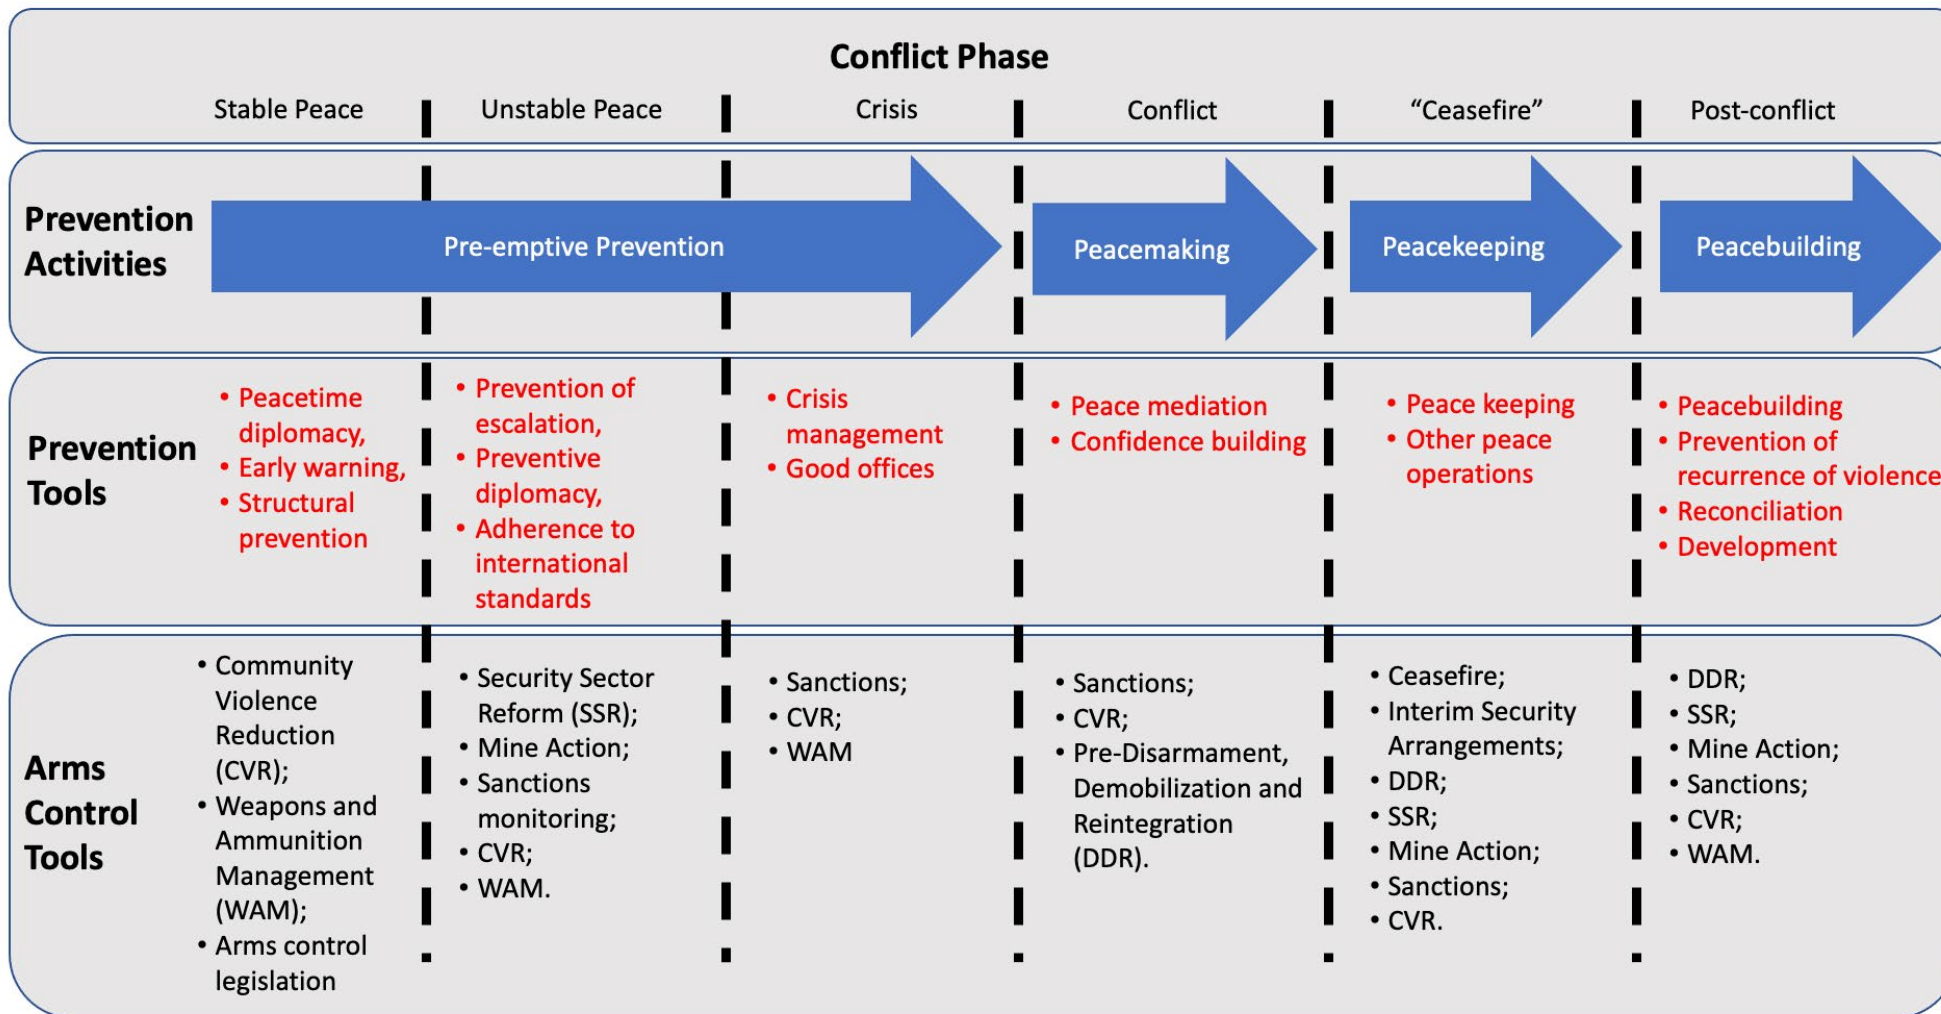 Conflict Phase
Stable Peace
Unstable Peace
Crisis
Conflict
“Ceasefire”
Post-conflict
Prevention
Activities
Pre-emptive Prevention
Peacemaking
Peacekeeping
Peacebuilding
Prevention
Tools
• Peacetime
diplomacy,
• Early warning,
• Structural
prevention
• Prevention of
escalation,
• Preventive
diplomacy,
• Adherence to
international
standards
• Crisis
management
• Good offices
• Peace mediation
• Confidence building
• Peace keeping
• Other peace
operations
• Peacebuilding
• Prevention of
recurrence of violence
• Reconciliation
• Development
Arms
Control
Tools
• Community
Violence
Reduction
(CVR);
• Weapons and
Ammunition
Management
(WAM);
• Arms control
legislation
• Security Sector
Reform (SSR);
• Mine Action;
• Sanctions
monitoring;
• CVR;
• WAM.
• Sanctions;
• CVR;
• WAM
• Sanctions;
• CVR;
• Pre-Disarmament,
Demobilization and
Reintegration
(DDR).
• Ceasefire;
• Interim Security
Arrangements;
• DDR;
• SSR;
• Mine Action;
• Sanctions;
• CVR.
• DDR;
• SSR;
• Mine Action;
• Sanctions;
• CVR;
• WAM.